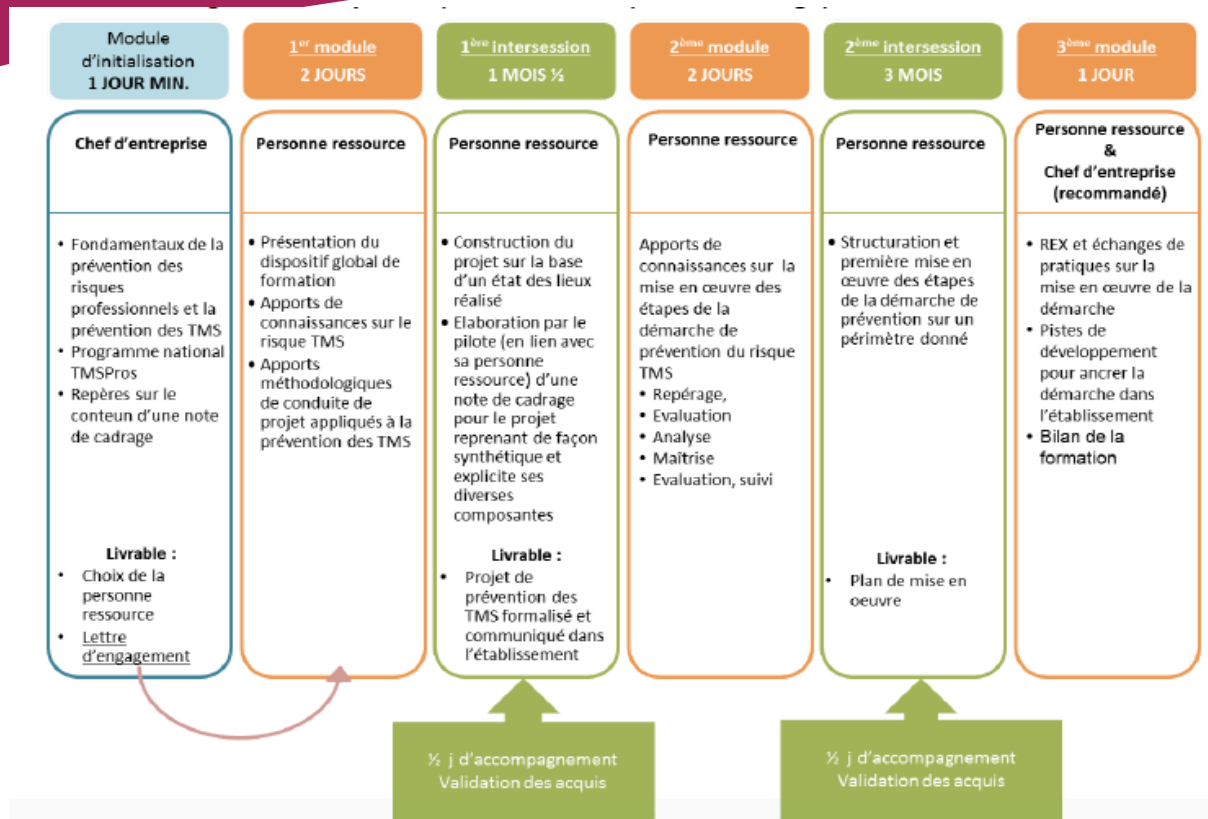 Module
d'initialisation
1 JOUR MIN.
1er module
2 JOURS
1ère intersession
1 MOIS ½
2ème module
2 JOURS
2ème intersession
3 MOIS
3ème module
1 JOUR
Chef d'entreprise
• Fondamentaux de la
prévention des
risques
professionnels et la
prévention des TMS
• Programme national
TMSPros
• Repères sur le
conteun d'une note
de cadrage
Livrable :
• Choix de la
personne
ressource
• Lettre
d'engagement
Personne ressource
• Présentation du
dispositif global de
formation
• Apports de
connaissances sur le
risque TMS
• Apports
méthodologiques
de conduite de
projet appliqués à la
prévention des TMS
Personne ressource
• Construction du
projet sur la base
d'un état des lieux
réalisé
• Elaboration par le
pilote (en lien avec
sa personne
ressource) d'une
note de cadrage
pour le projet
reprenant de façon
synthétique et
explicite ses
diverses
composantes
Livrable :
• Projet de
prévention des
TMS formalisé et
communiqué dans
l'établissement
Personne ressource
Apports de
connaissances sur la
mise en œuvre des
étapes de la
démarche de
prévention du risque
TMS
• Repérage,
• Evaluation
• Analyse
• Maîtrise
• Evaluation, suivi
Personne ressource
• Structuration et
première mise en
œuvre des étapes
de la démarche de
prévention sur un
périmètre donné
Livrable :
• Plan de mise en
oeuvre
Personne ressource
&
Chef d'entreprise
(recommandé)
• REX et échanges de
pratiques sur la
mise en œuvre de la
démarche
• Pistes de
développement
pour ancrer la
démarche dans
l'établissement
• Bilan de la
formation
½ j d'accompagnement
Validation des acquis
½ j d'accompagnement
Validation des acquis